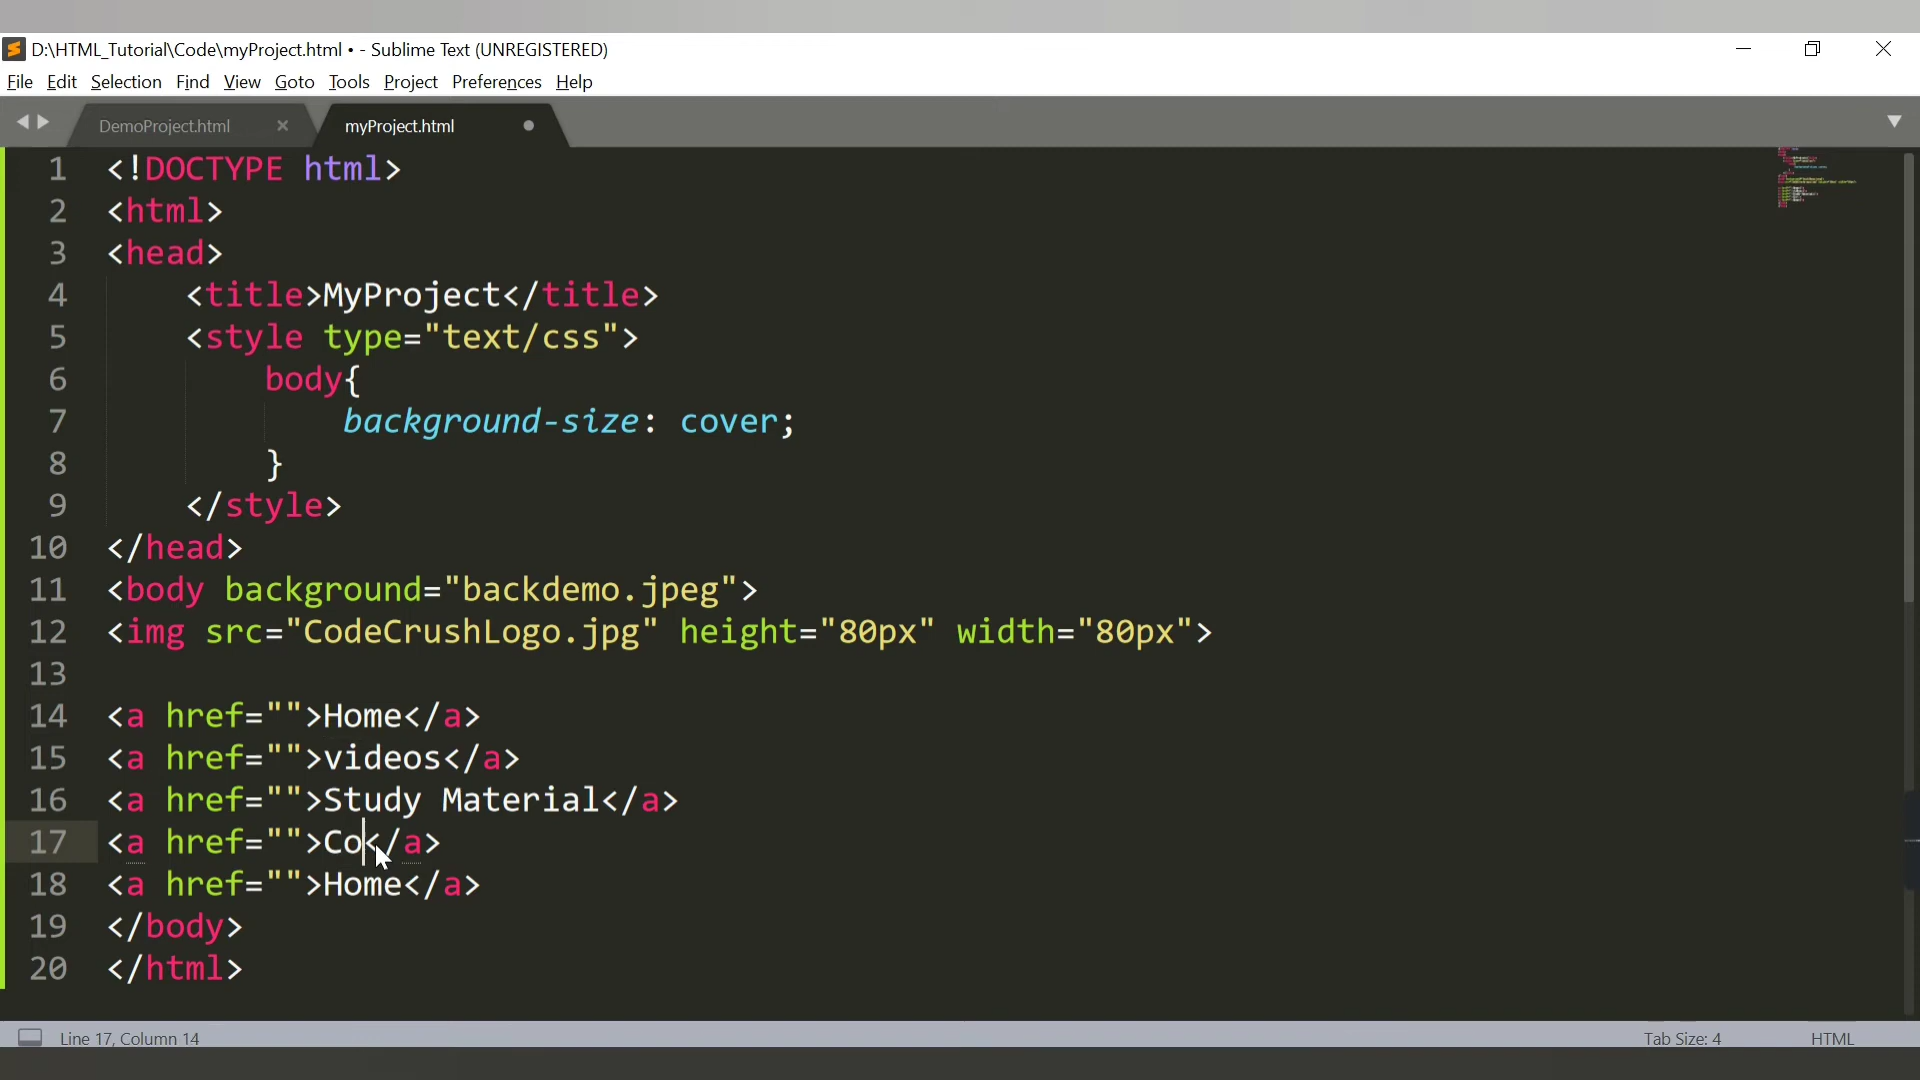 D:\HTML_Tutorial\Code\myProject.html • - Sublime Text (UNREGISTERED)
File Edit Selection Find View Goto Tools Project Preferences Help
DemoProject.html myProject.html
1 <!DOCTYPE html>
2 <html>
3 <head>
4 <title>MyProject</title>
5 <style type="text/css">
6 body{
7 background-size: cover;
8 }
9 </style>
10 </head>
11 <body background="backdemo.jpeg">
12 <img src="CodeCrushLogo.jpg" height="80px" width="80px">
13
14 <a href="">Home</a>
15 <a href="">videos</a>
16 <a href="">Study Material</a>
17 <a href="">Co</a>
18 <a href="">Home</a>
19 </body>
20 </html>
Line 17, Column 14 Tab Size: 4 HTML